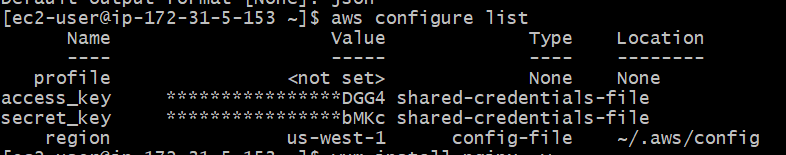 Default output format [None]: json
[ec2-user@ip-172-31-5-153 ~]$ aws configure list
      Name                    Value             Type    Location
      ----                    -----             ----    --------
   profile                <not set>             None    None
access_key     ****************DGG4 shared-credentials-file
secret_key     ****************bMKc shared-credentials-file
    region                us-west-1      config-file    ~/.aws/config